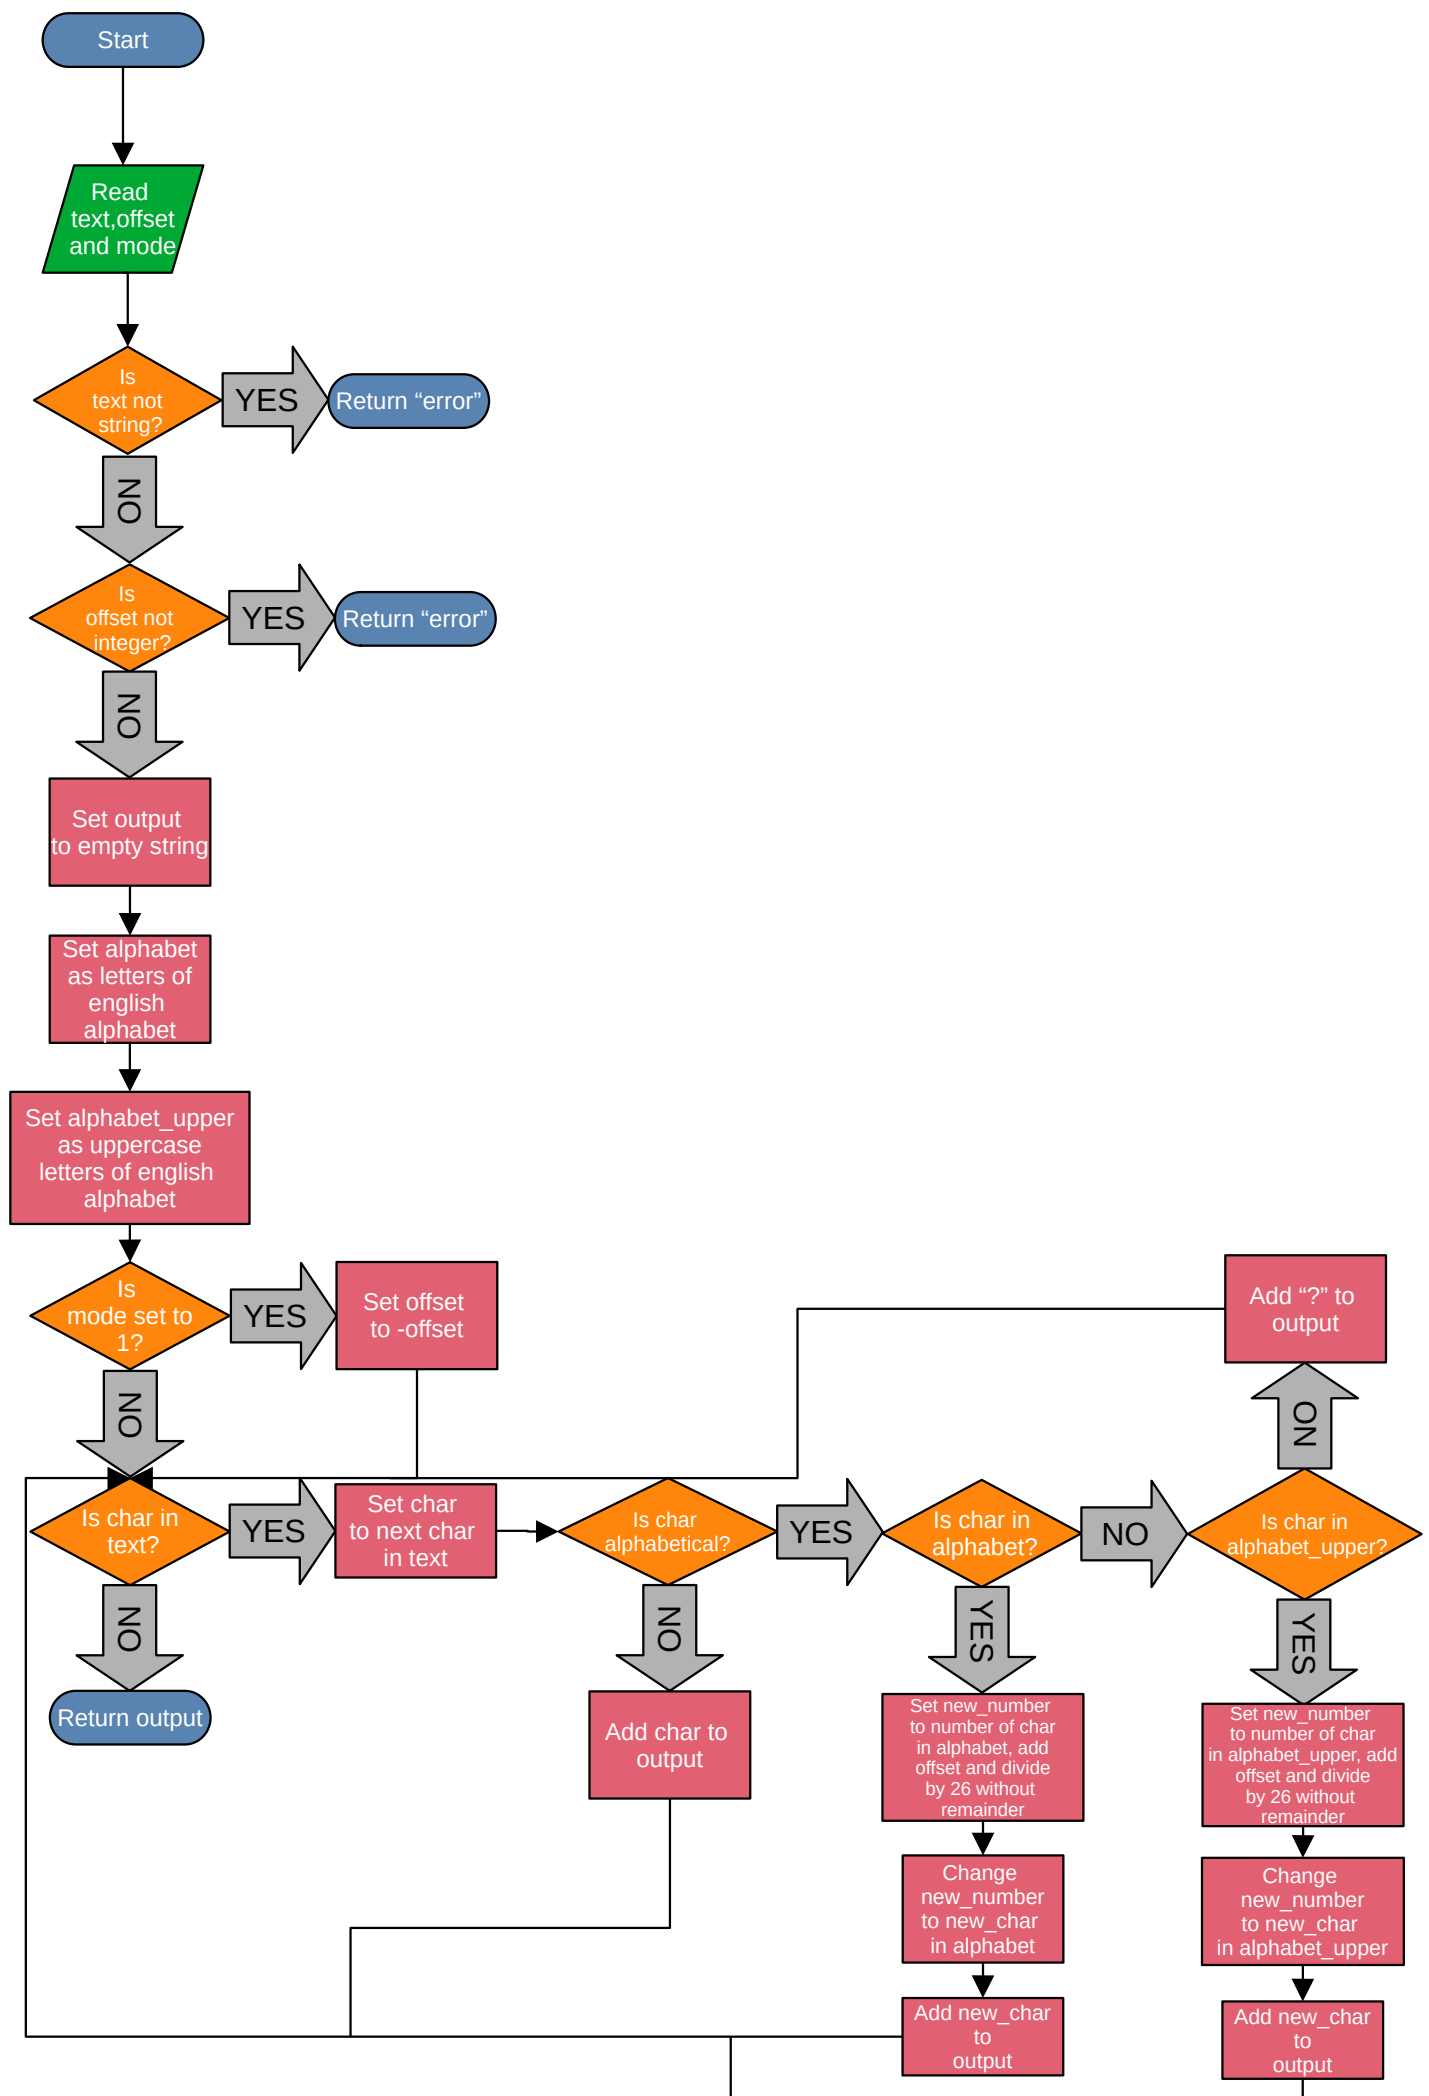 Start
Read
text,offset
and mode
Is
text not
string?
YES
Return “error”
NO
Is
offset not
integer?
YES
Return “error”
NO
Set output
to empty string
Set alphabet
as letters of
english
alphabet
Set alphabet_upper
as uppercase
letters of english
alphabet
Is
mode set to
1?
YES
Set offset
to -offset
NO
Is char in
text?
YES
Set char
to next char
in text
NO
Return output
Is char
alphabetical?
YES
NO
Add char to
output
Is char in
alphabet?
NO
YES
Set new_number
to number of char
in alphabet, add
offset and divide
by 26 without
remainder
Change
new_number
to new_char
in alphabet
Add new_char
to
output
Is char in
alphabet_upper?
NO
Add “?” to
output
YES
Set new_number
to number of char
in alphabet_upper, add
offset and divide
by 26 without
remainder
Change
new_number
to new_char
in alphabet_upper
Add new_char
to
output